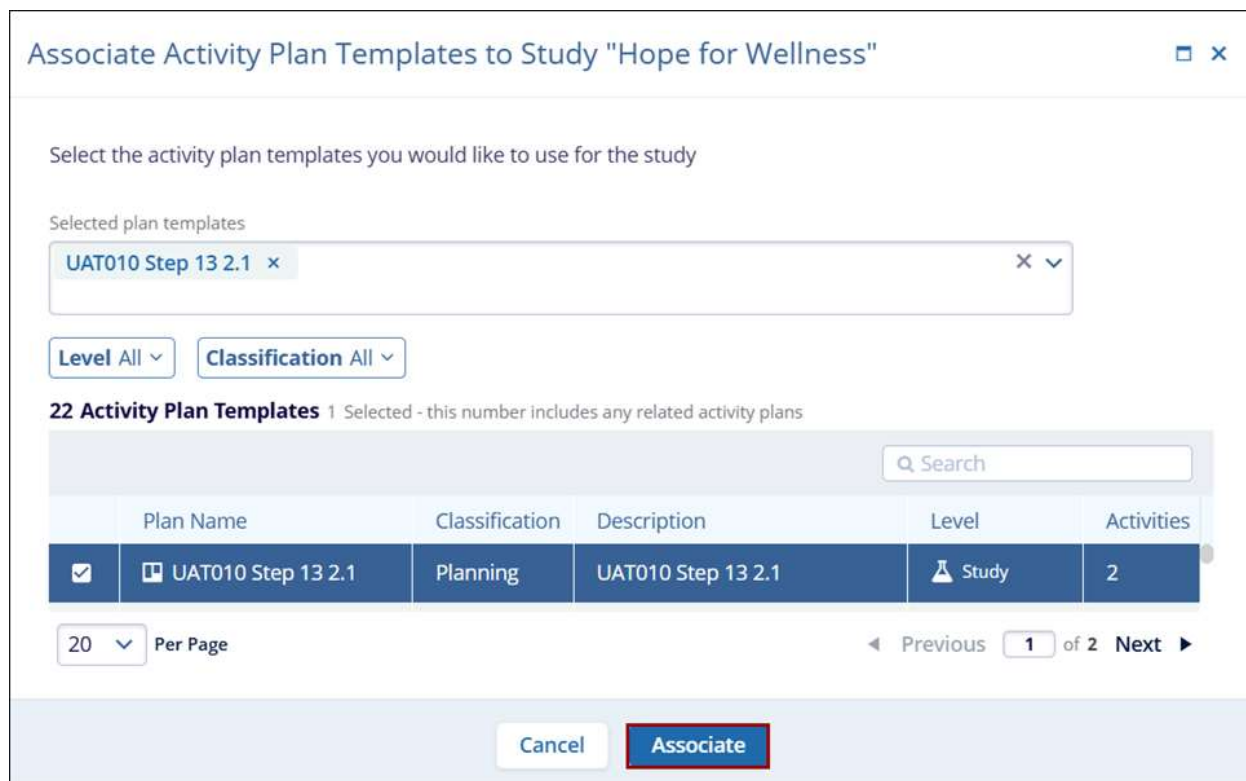 Associate Activity Plan Templates to Study "Hope for Wellness"
Select the activity plan templates you would like to use for the study
Selected plan templates
UAT010 Step 13 2.1 ×
Level All Classification All
22 Activity Plan Templates 1 Selected - this number includes any related activity plans
Search
Plan Name Classification Description Level Activities
UAT010 Step 13 2.1 Planning UAT010 Step 13 2.1 Study 2
20 Per Page Previous 1 of 2 Next
Cancel Associate